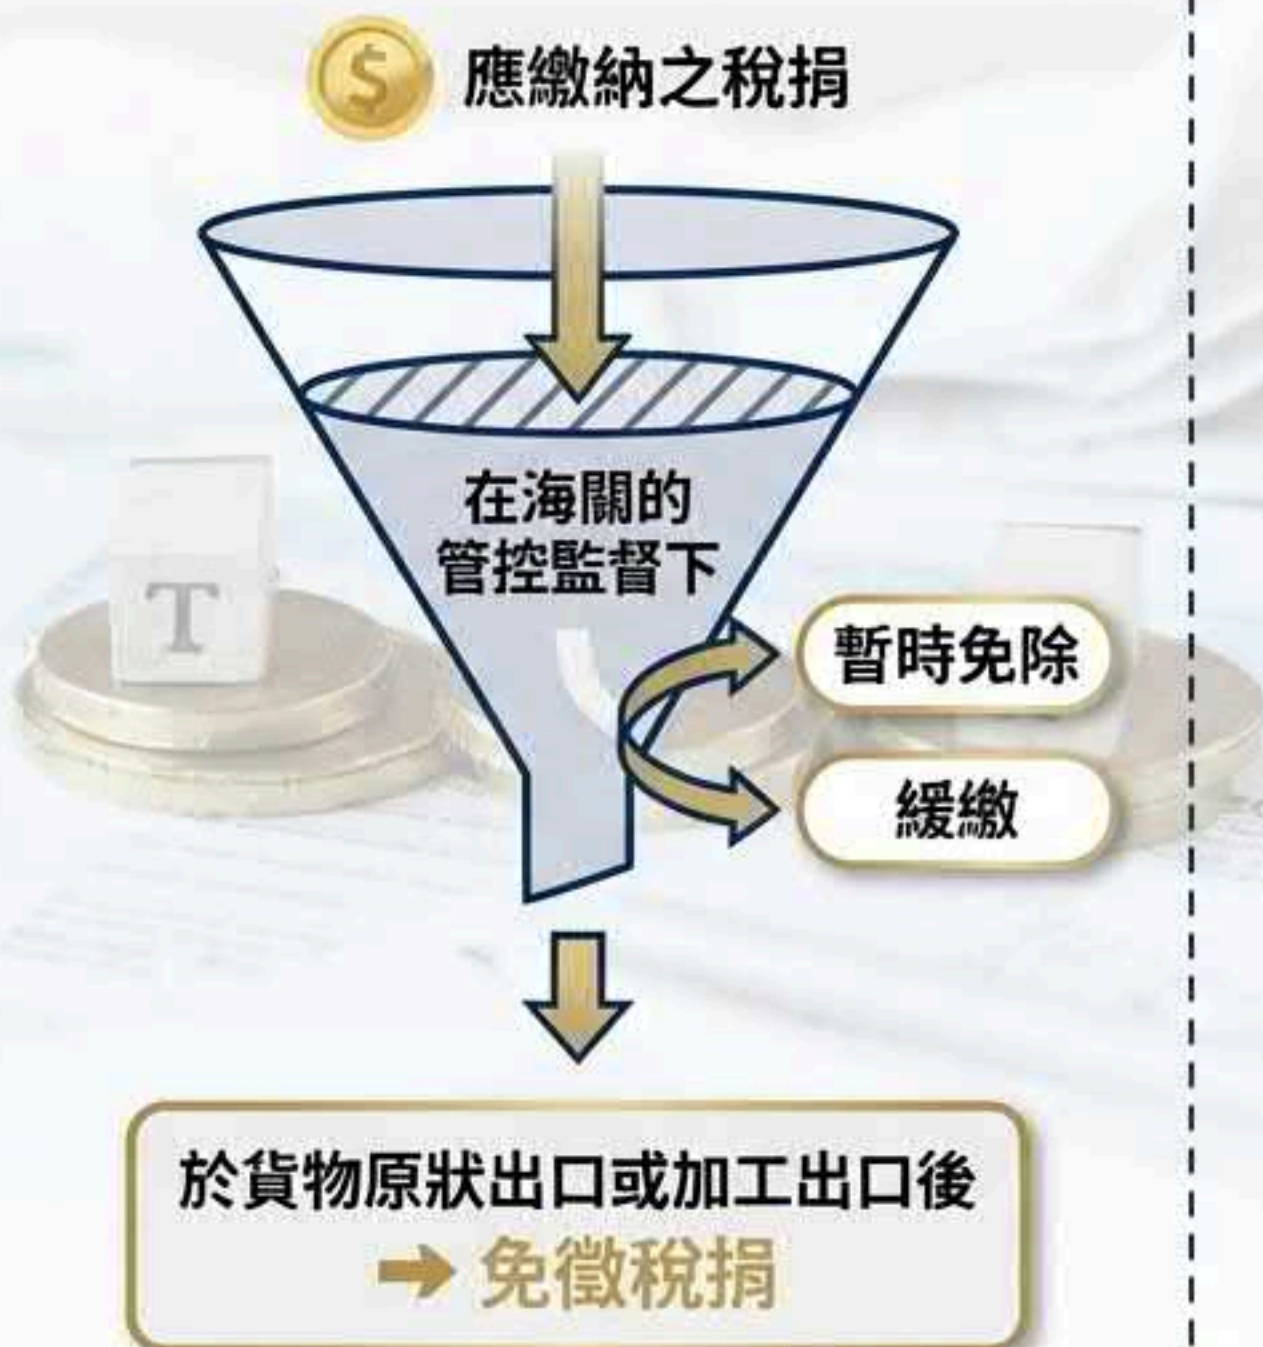 $ 應繳納之稅捐
在海關的
管控監督下
T
暫時免除
緩繳
於貨物原狀出口或加工出口後
➡ 免徵稅捐